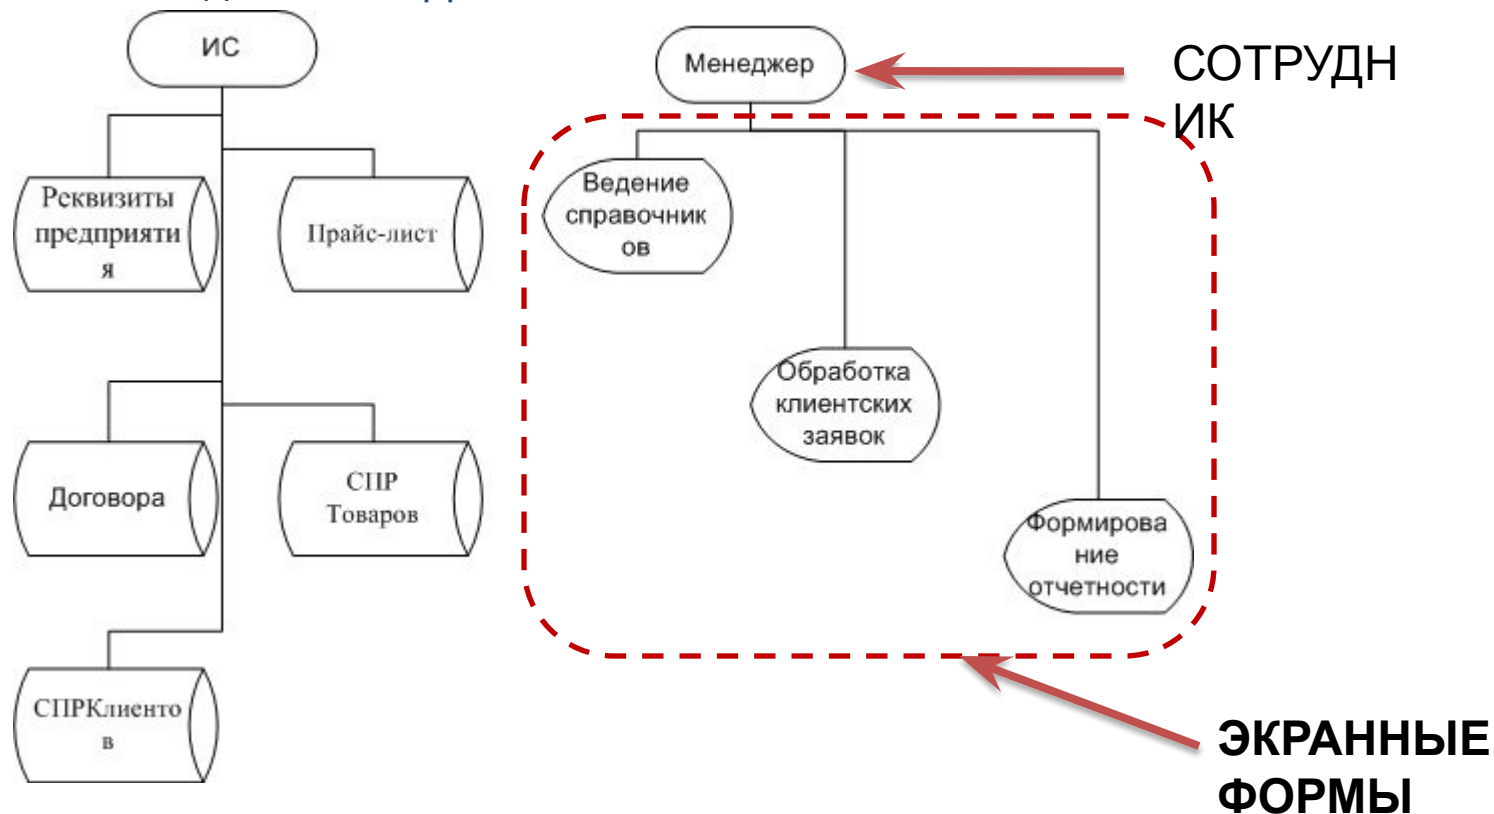 ИС
Реквизиты
предприяти
я
Прайс-лист
Договора
СПР
Товаров
СПРКлиенто
в
Менеджер
СОТРУДН
ИК
Ведение
справочник
ов
Обработка
клиентских
заявок
Формирова
ние
отчетности
ЭКРАННЫЕ
ФОРМЫ